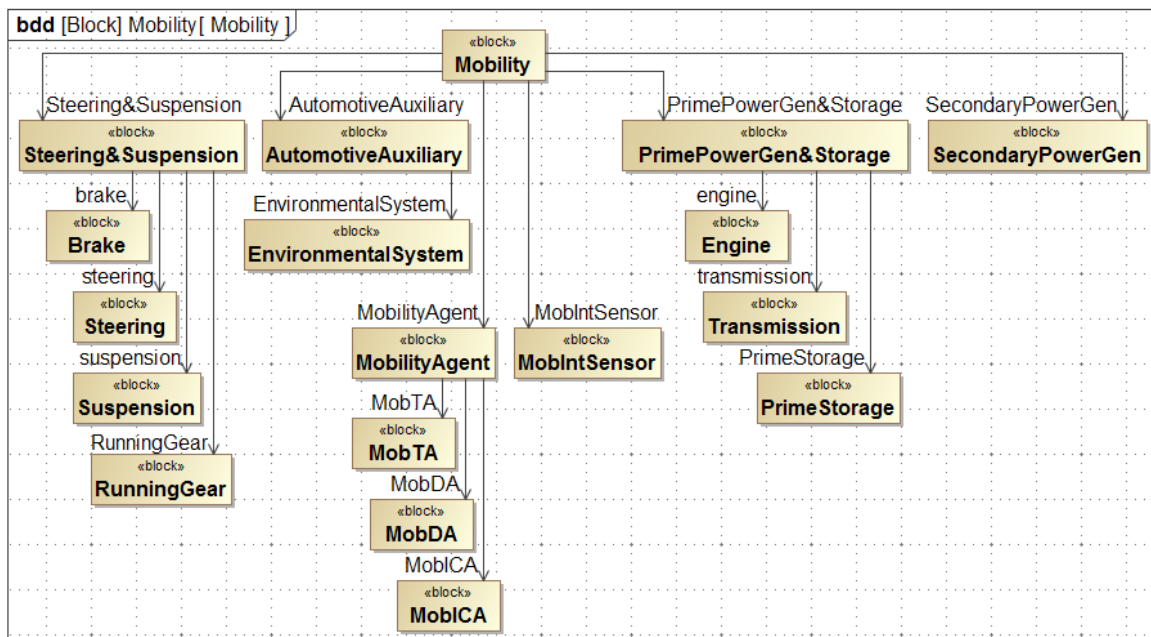 bdd [Block] Mobility[ Mobility ]
«block»
Mobility
Steering&Suspension
AutomotiveAuxiliary
PrimePowerGen&Storage
SecondaryPowerGen
«block»
Steering&Suspension
«block»
AutomotiveAuxiliary
«block»
PrimePowerGen&Storage
«block»
SecondaryPowerGen
brake
«block»
Brake
EnvironmentalSystem
«block»
EnvironmentalSystem
engine
«block»
Engine
steering
«block»
Steering
transmission
«block»
Transmission
MobilityAgent
«block»
MobilityAgent
MobIntSensor
«block»
MobIntSensor
suspension
«block»
Suspension
PrimeStorage
«block»
PrimeStorage
MobTA
«block»
MobTA
RunningGear
«block»
RunningGear
MobDA
«block»
MobDA
MobICA
«block»
MobICA